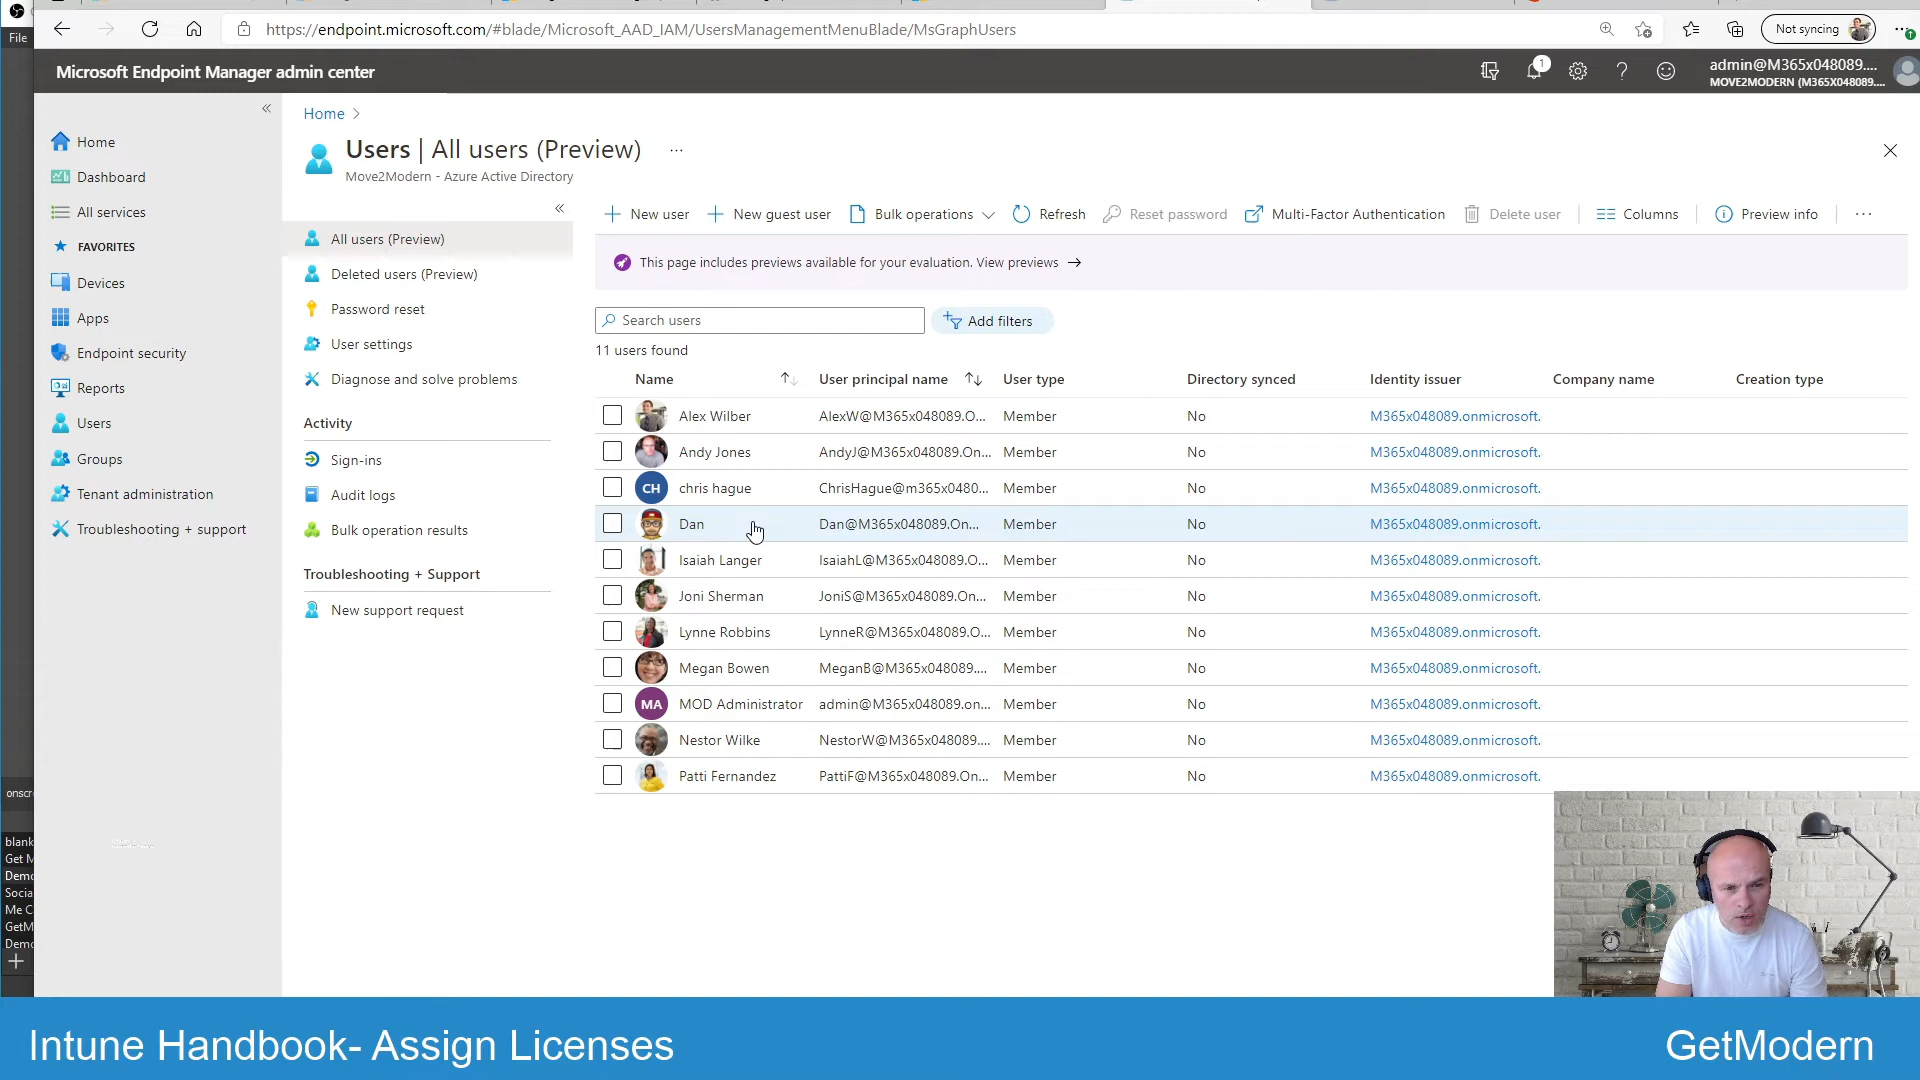 File
https://endpoint.microsoft.com/#blade/Microsoft_AAD_IAM/UsersManagementMenuBlade/MsGraphUsers
Not syncing
Microsoft Endpoint Manager admin center
1
admin@M365x048089....
MOVE2MODERN (M365X048089....
Home
Dashboard
All services
FAVORITES
Devices
Apps
Endpoint security
Reports
Users
Groups
Tenant administration
Troubleshooting + support
Home
Users | All users (Preview) ...
Move2Modern - Azure Active Directory
All users (Preview)
Deleted users (Preview)
Password reset
User settings
Diagnose and solve problems
Activity
Sign-ins
Audit logs
Bulk operation results
Troubleshooting + Support
New support request
New user New guest user Bulk operations Refresh Reset password Multi-Factor Authentication Delete user Columns Preview info ...
This page includes previews available for your evaluation. View previews →
Search users
Add filters
11 users found
Name User principal name User type Directory synced Identity issuer Company name Creation type
Alex Wilber AlexW@M365x048089.O... Member No M365x048089.onmicrosoft.
Andy Jones AndyJ@M365x048089.On... Member No M365x048089.onmicrosoft.
CH chris hague ChrisHague@m365x0480... Member No M365x048089.onmicrosoft.
Dan Dan@M365x048089.On... Member No M365x048089.onmicrosoft.
Isaiah Langer IsaiahL@M365x048089.O... Member No M365x048089.onmicrosoft.
Joni Sherman JoniS@M365x048089.On... Member No M365x048089.onmicrosoft.
Lynne Robbins LynneR@M365x048089.O... Member No M365x048089.onmicrosoft.
Megan Bowen MeganB@M365x048089.... Member No M365x048089.onmicrosoft.
MA MOD Administrator admin@M365x048089.on... Member No M365x048089.onmicrosoft.
Nestor Wilke NestorW@M365x048089.... Member No M365x048089.onmicrosoft.
Patti Fernandez PattiF@M365x048089.On... Member No M365x048089.onmicrosoft.
onscr
blank
Get M
Demo
Socia
Me C
GetM
Demo
Intune Handbook- Assign Licenses
GetModern